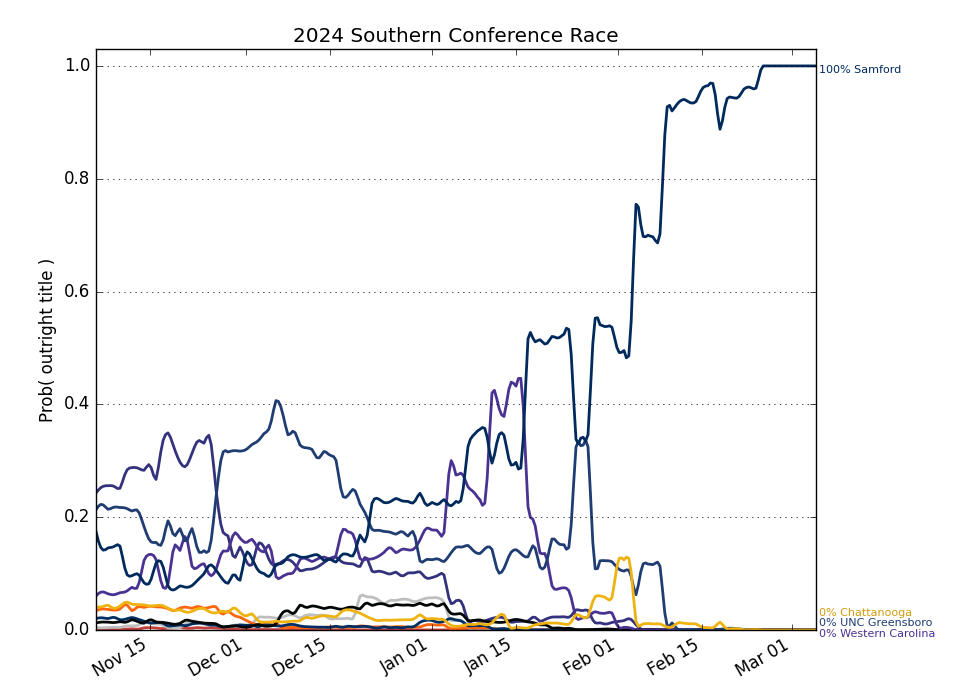 2024 Southern Conference Race
Prob( outright title )
1.0
0.8
0.6
0.4
0.2
0.0
100% Samford
0% Chattanooga
0% UNC Greensboro
0% Western Carolina
Nov 15
Dec 01
Dec 15
Jan 01
Jan 15
Feb 01
Feb 15
Mar 01